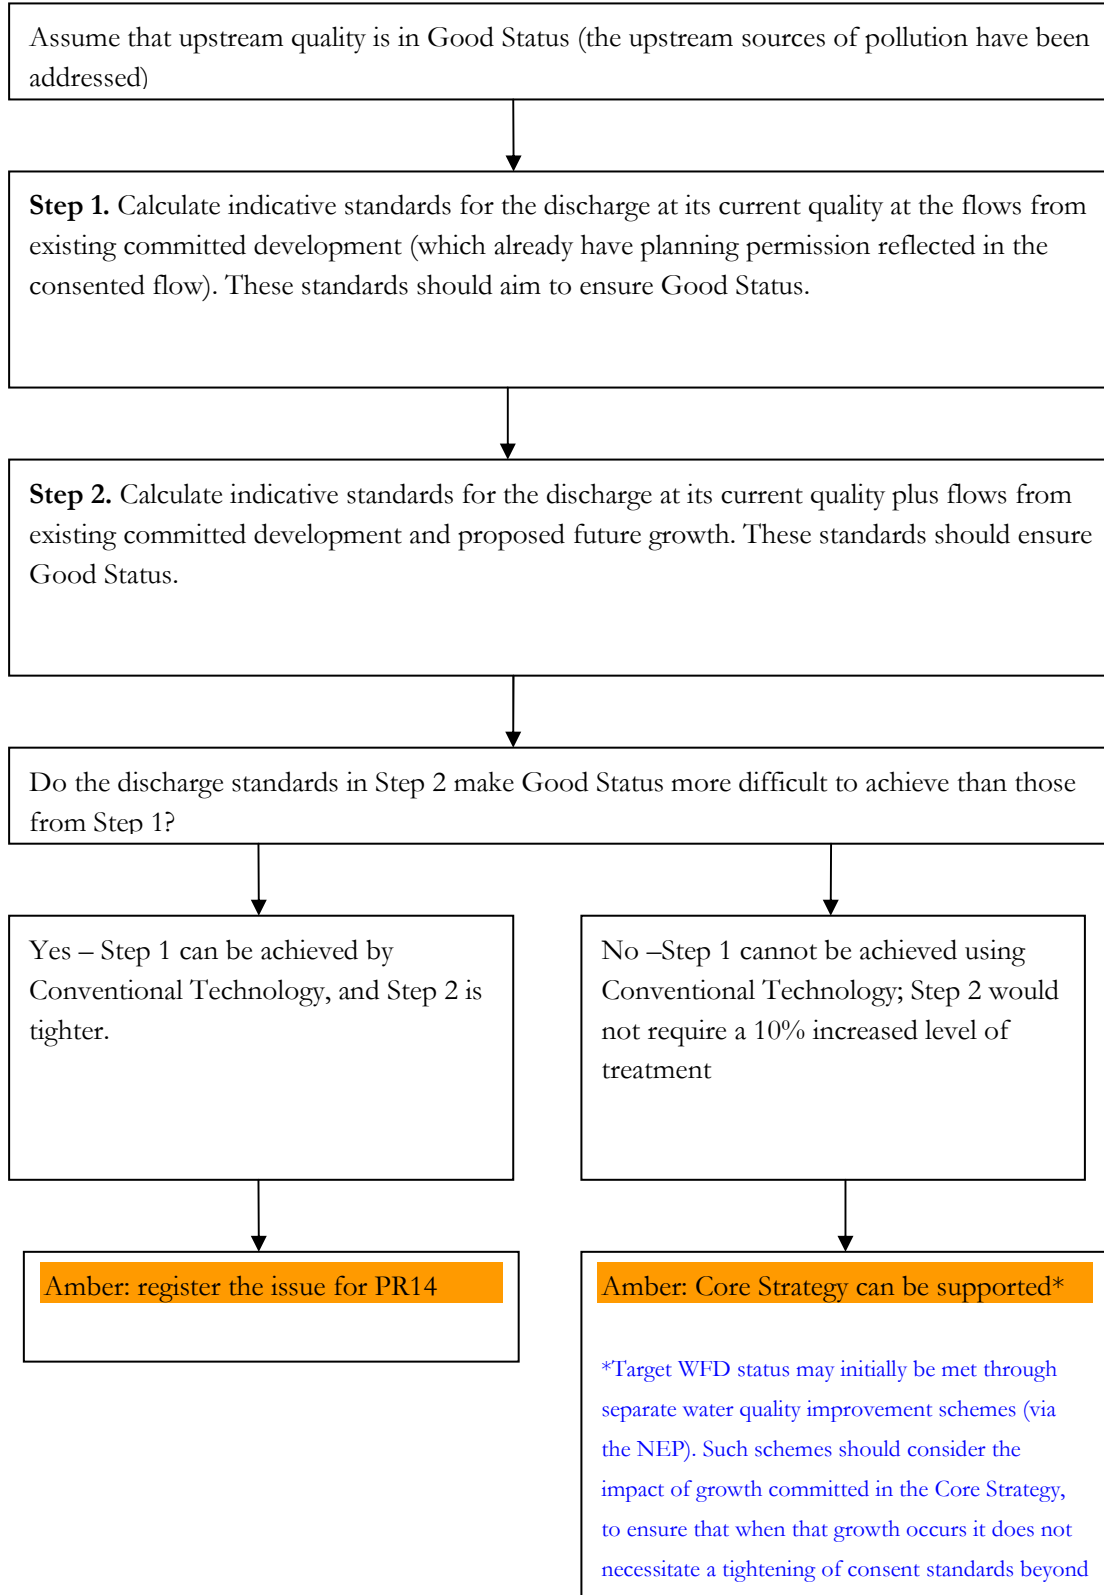 Assume that upstream quality is in Good Status (the upstream sources of pollution have been
addressed)
Step 1. Calculate indicative standards for the discharge at its current quality at the flows from
existing committed development (which already have planning permission reflected in the
consented flow). These standards should aim to ensure Good Status.
Step 2. Calculate indicative standards for the discharge at its current quality plus flows from
existing committed development and proposed future growth. These standards should ensure
Good Status.
Do the discharge standards in Step 2 make Good Status more difficult to achieve than those
from Step 1?
Yes – Step 1 can be achieved by
Conventional Technology, and Step 2 is
tighter.
No –Step 1 cannot be achieved using
Conventional Technology; Step 2 would
not require a 10% increased level of
treatment
Amber: register the issue for PR14
Amber: Core Strategy can be supported*
*Target WFD status may initially be met through
separate water quality improvement schemes (via
the NEP). Such schemes should consider the
impact of growth committed in the Core Strategy,
to ensure that when that growth occurs it does not
necessitate a tightening of consent standards beyond